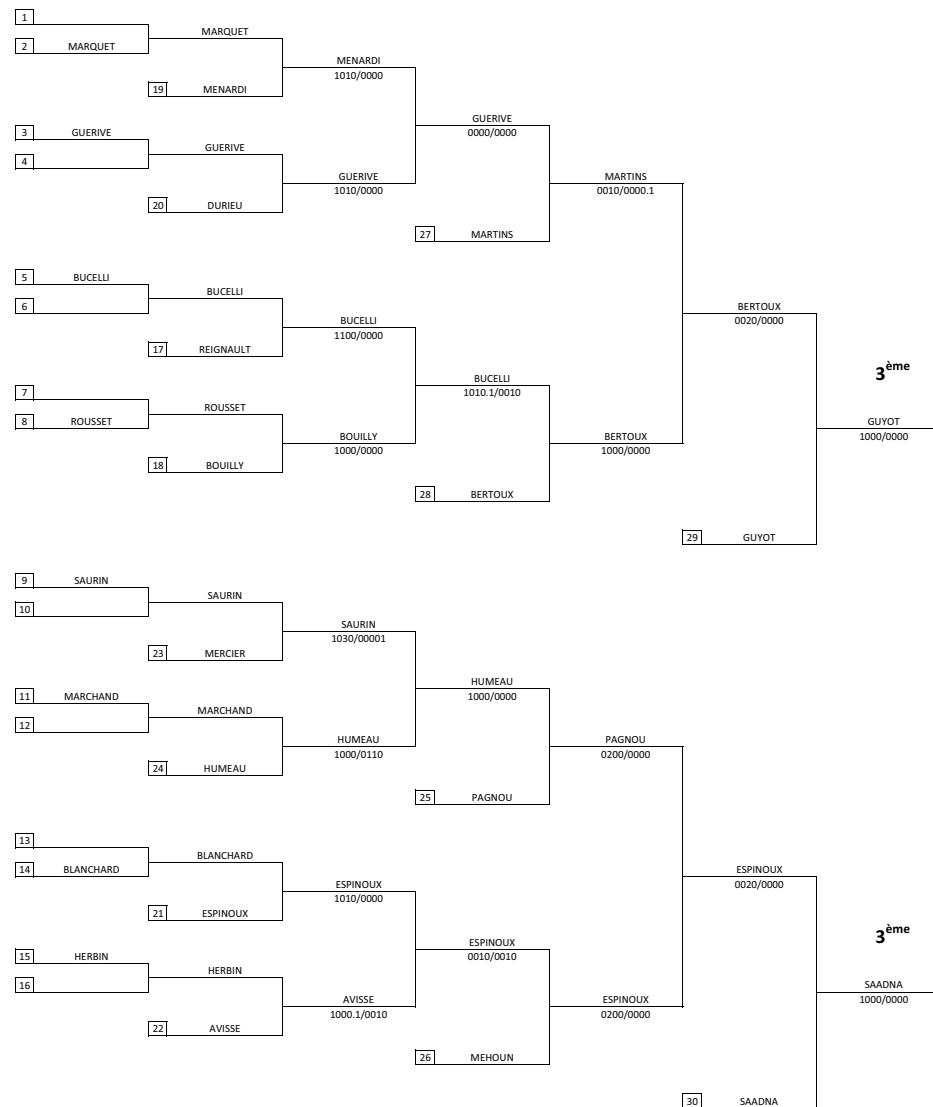 1
MARQUET
2 MARQUET
MENARDI
1010/0000
19 MENARDI
GUERIVE
0000/0000
3 GUERIVE
GUERIVE
4
GUERIVE
1010/0000
MARTINS
0010/0000.1
20 DURIEU
27 MARTINS
5 BUCELLI
BUCELLI
6
BERTOUX
0020/0000
BUCELLI
1100/0000
17 REIGNAULT
3ème
BUCELLI
1010.1/0010
7
ROUSSET
8 ROUSSET
GUYOT
1000/0000
BOUILLY
1000/0000
BERTOUX
1000/0000
18 BOUILLY
28 BERTOUX
29 GUYOT
9 SAURIN
SAURIN
10
SAURIN
1030/00001
23 MERCIER
HUMEAU
1000/0000
11 MARCHAND
MARCHAND
12
HUMEAU
1000/0110
PAGNOU
0200/0000
24 HUMEAU
25 PAGNOU
13
BLANCHARD
14 BLANCHARD
ESPINOUX
0020/0000
ESPINOUX
1010/0000
21 ESPINOUX
3ème
ESPINOUX
0010/0010
15 HERBIN
HERBIN
16
SAADNA
1000/0000
AVISSE
1000.1/0010
ESPINOUX
0200/0000
22 AVISSE
26 MEHOUN
30 SAADNA